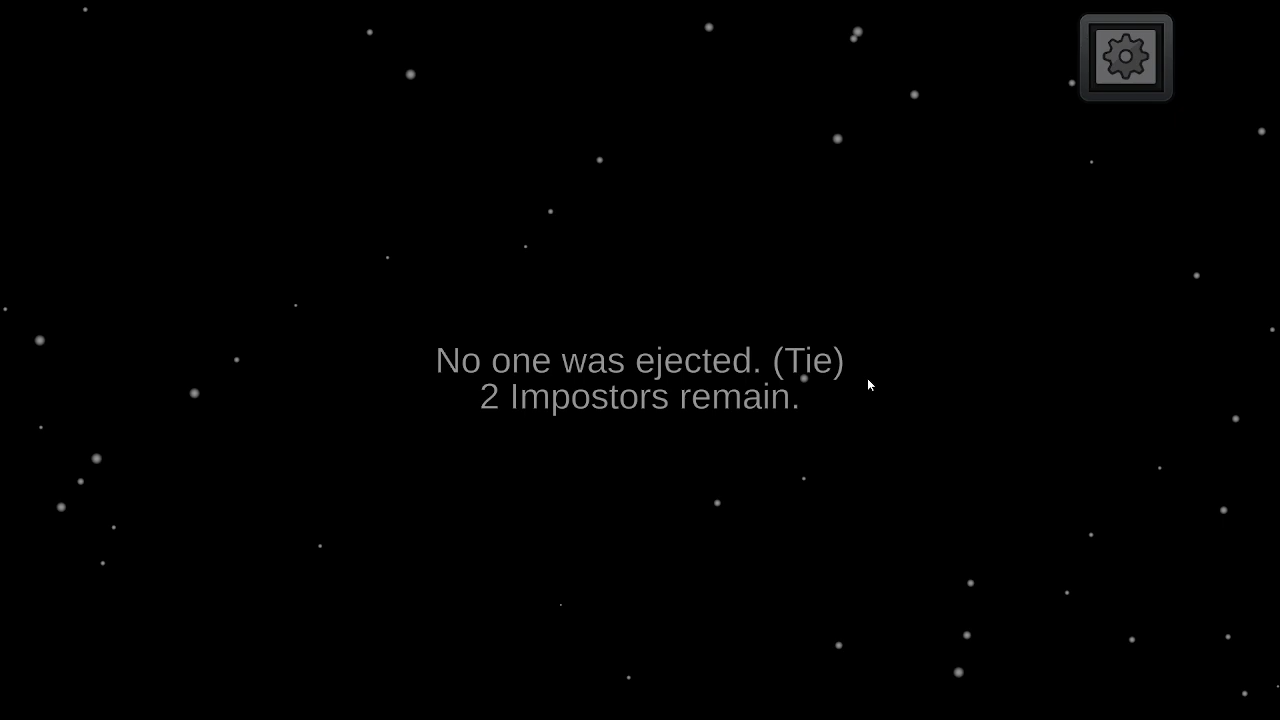 No one was ejected. (Tie)
2 Impostors remain.